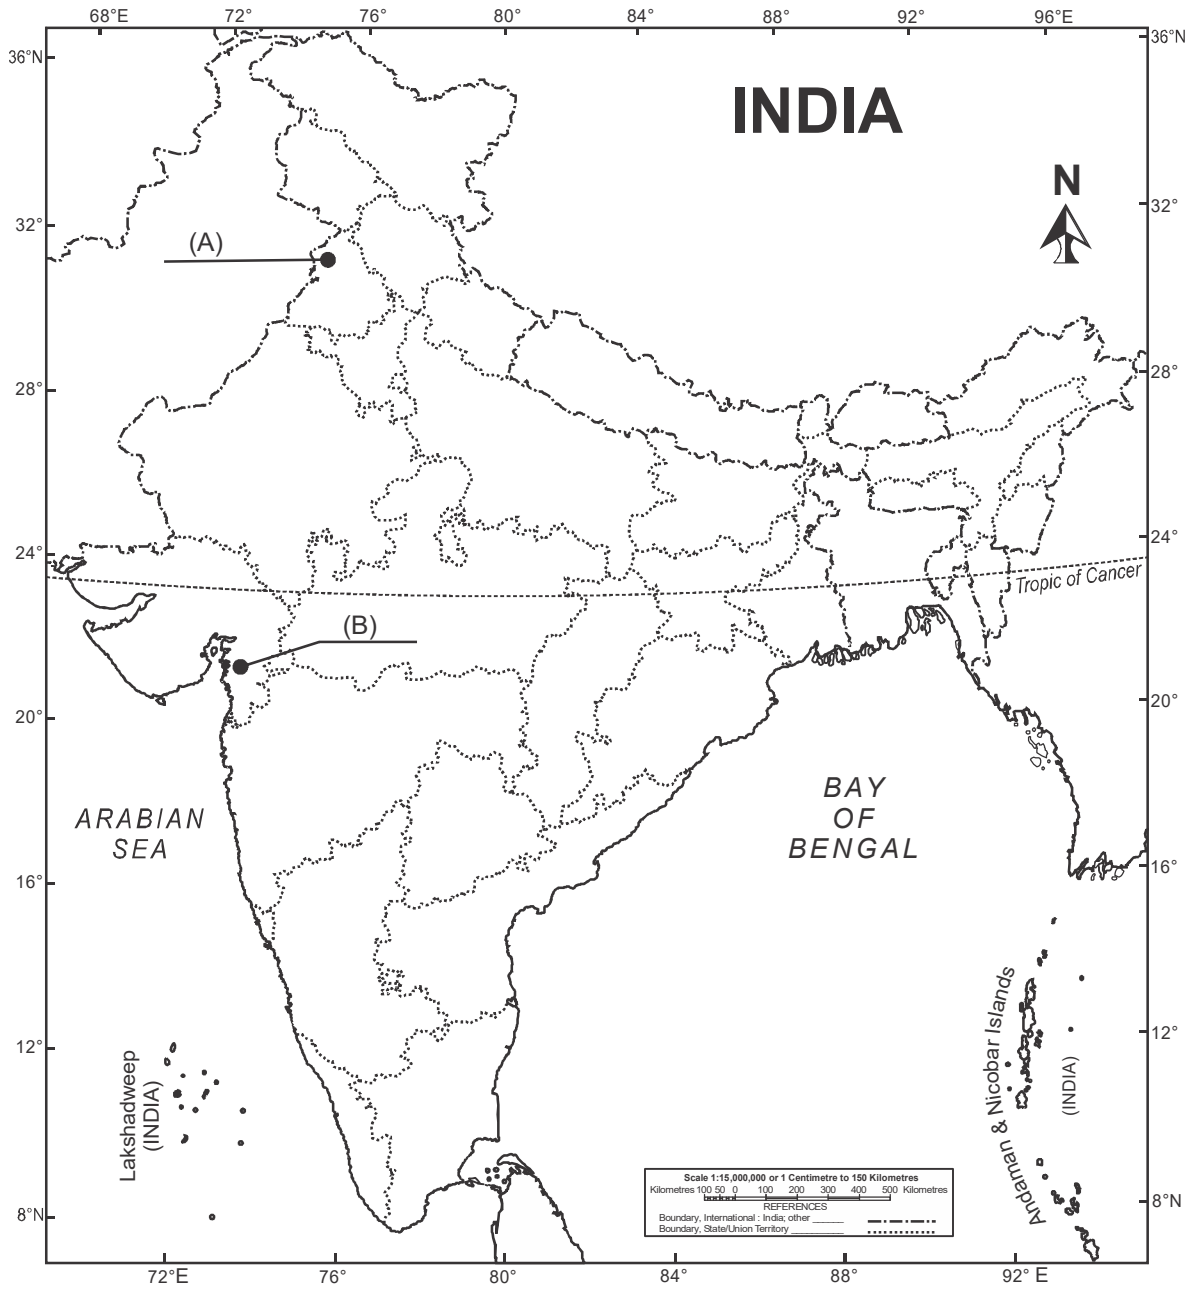 68°E 72° 76° 80° 84° 88° 92° 96°E
36°N 36°N
INDIA
N
32° 32°
(A)
28° 28°
24° 24°
Tropic of Cancer
(B)
20° 20°
ARABIAN
SEA
BAY
OF
BENGAL
16° 16°
Lakshadweep
(INDIA)
Andaman & Nicobar Islands
(INDIA)
12° 12°
Scale 1:15,000,000 or 1 Centimetre to 150 Kilometres
Kilometres 100 50 0 100 200 300 400 500 Kilometres
REFERENCES
Boundary, International : India; other ______
Boundary, State/Union Territory __________
8°N 8°N
72°E 76° 80° 84° 88° 92° E